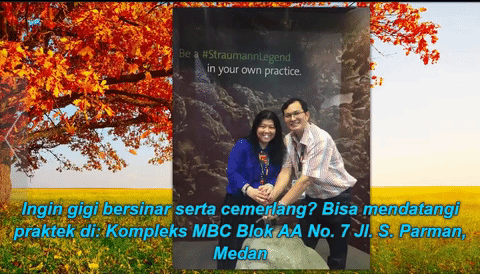 Be a #StraumannLegend
in your own practice.
Ingin gigi bersinar serta cemerlang? Bisa mendatangi
praktek di: Kompleks MBC Blok AA No. 7 Jl. S. Parman,
Medan